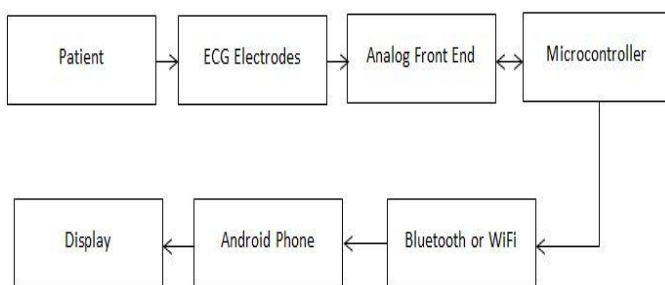 Patient
ECG Electrodes
Analog Front End
Microcontroller
Display
Android Phone
Bluetooth or WiFi